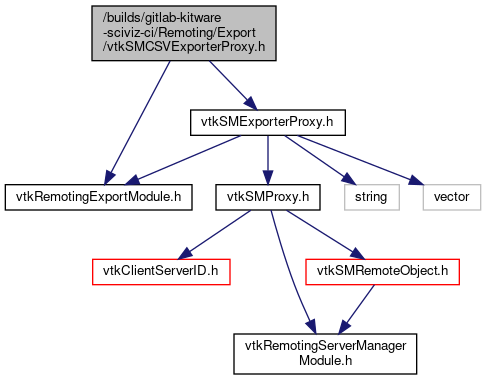 /builds/gitlab-kitware
-sciviz-ci/Remoting/Export
/vtkSMCSVExporterProxy.h
vtkSMExporterProxy.h
vtkRemotingExportModule.h
vtkSMProxy.h
string
vector
vtkClientServerID.h
vtkSMRemoteObject.h
vtkRemotingServerManager
Module.h